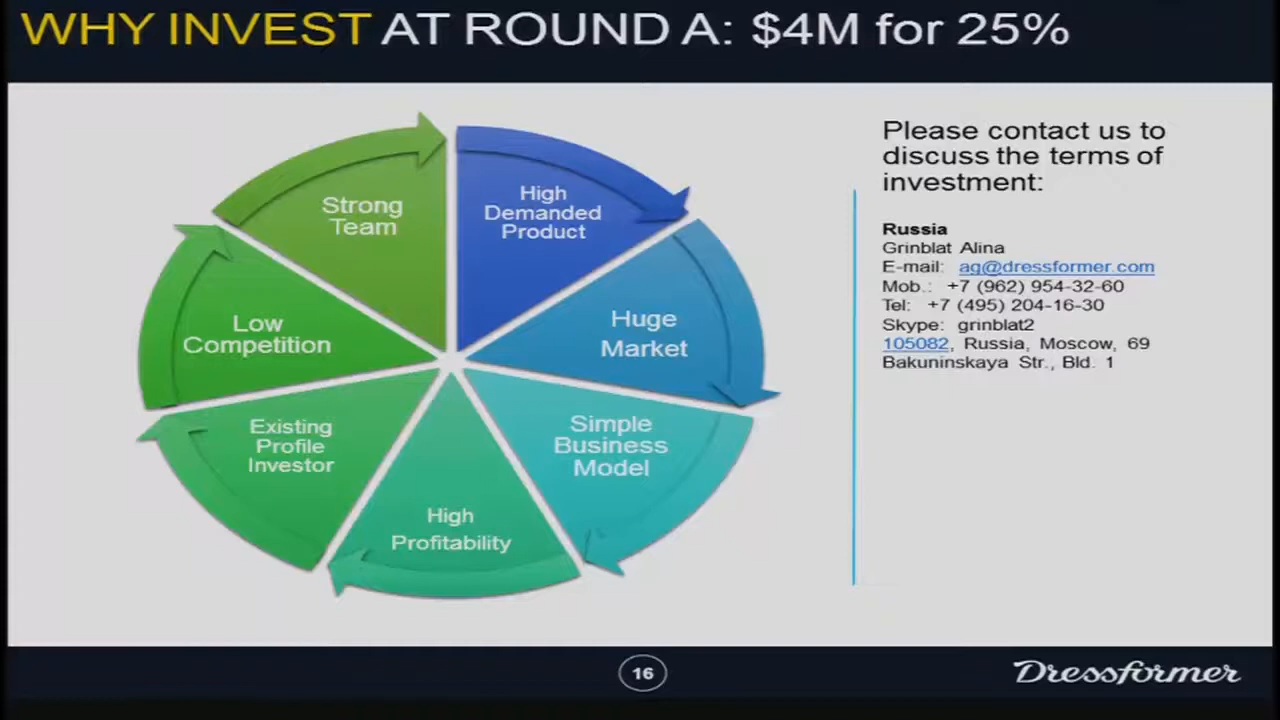 WHY INVEST AT ROUND A: $4M for 25%
Strong
Team
High
Demanded
Product
Huge
Market
Simple
Business
Model
High
Profitability
Existing
Profile
Investor
Low
Competition
Please contact us to
discuss the terms of
investment:
Russia
Grinblat Alina
E-mail: ag@dressformer.com
Mob.: +7 (962) 954-32-60
Tel: +7 (495) 204-16-30
Skype: grinblat2
105082, Russia, Moscow, 69
Bakuninskaya Str., Bld. 1
16
Dressformer